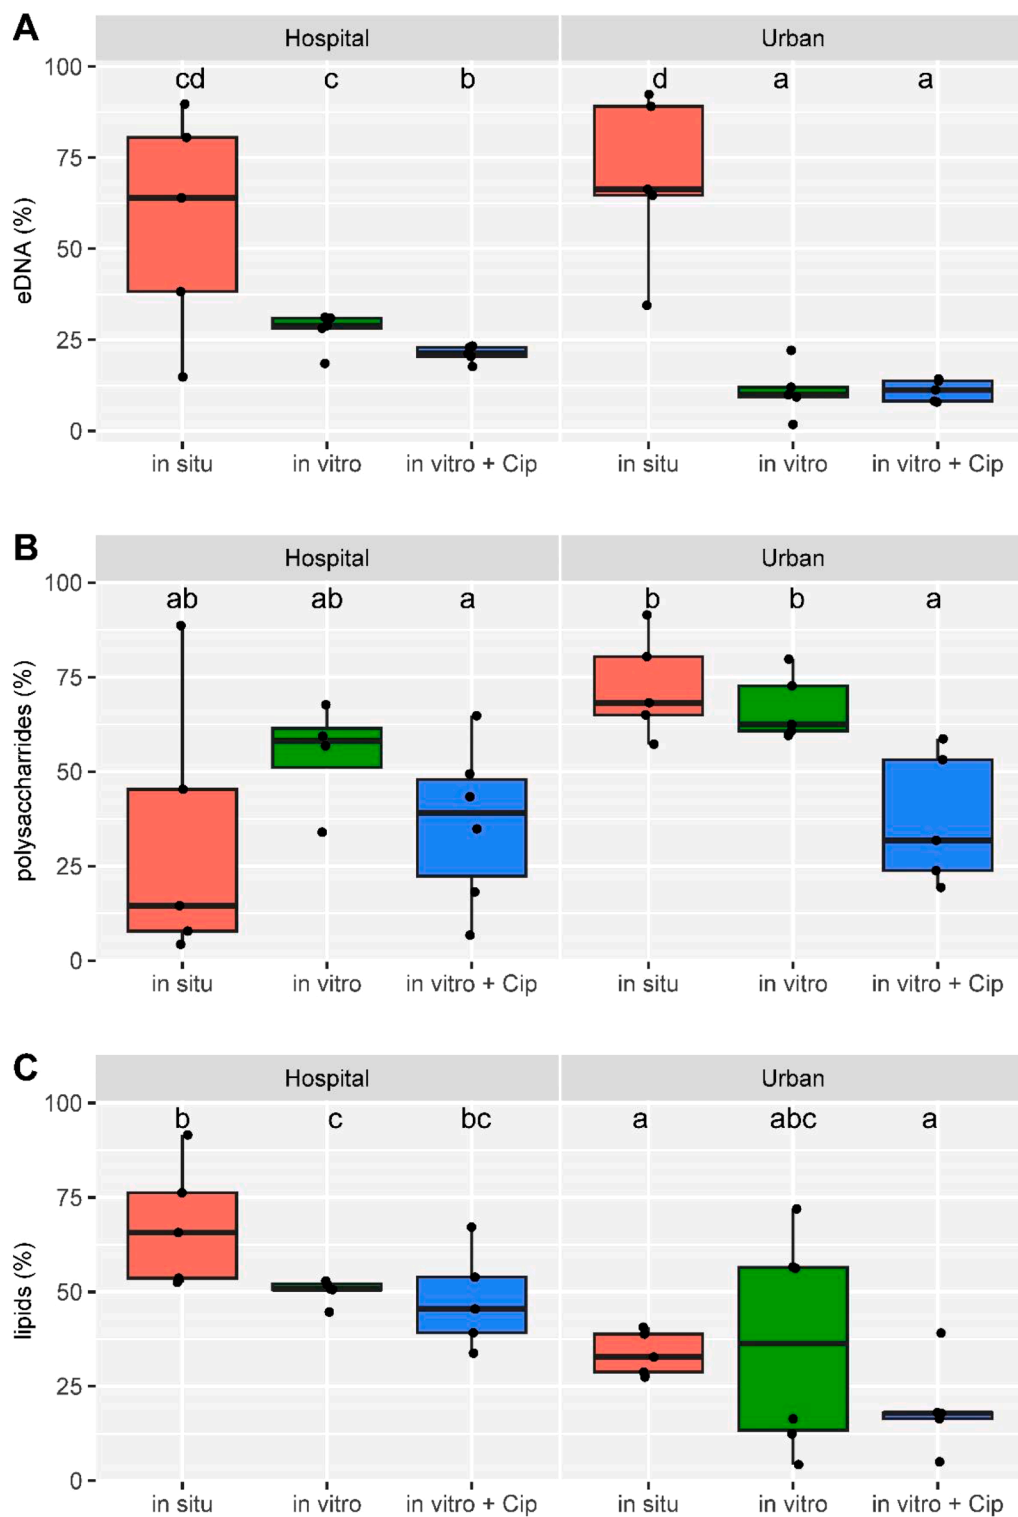 A
Hospital Urban
100
cd c b d a a
75
50
25
0
eDNA (%)
in situ in vitro in vitro + Cip in situ in vitro in vitro + Cip
B
Hospital Urban
100
ab ab a b b a
75
50
25
0
polysaccharrides (%)
in situ in vitro in vitro + Cip in situ in vitro in vitro + Cip
C
Hospital Urban
100
b c bc a abc a
75
50
25
0
lipids (%)
in situ in vitro in vitro + Cip in situ in vitro in vitro + Cip